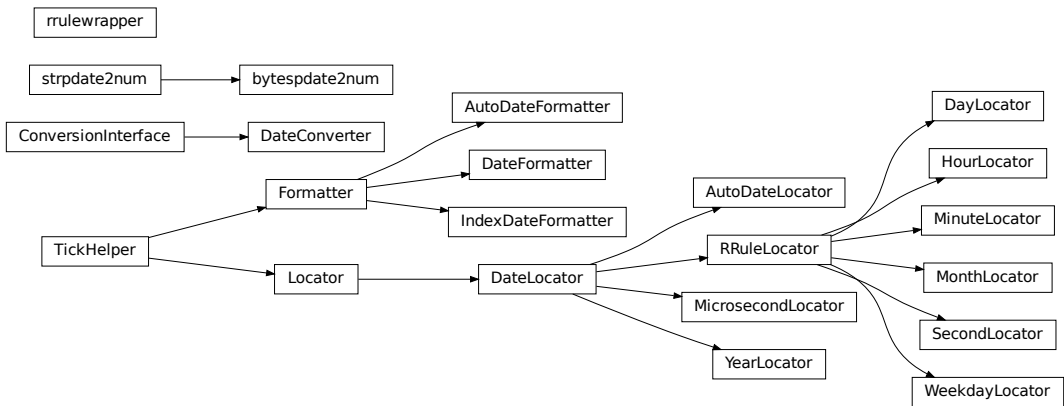 rrulewrapper
strpdate2num
bytespdate2num
ConversionInterface
DateConverter
TickHelper
Formatter
Locator
AutoDateFormatter
DateFormatter
IndexDateFormatter
DateLocator
AutoDateLocator
RRuleLocator
MicrosecondLocator
YearLocator
DayLocator
HourLocator
MinuteLocator
MonthLocator
SecondLocator
WeekdayLocator